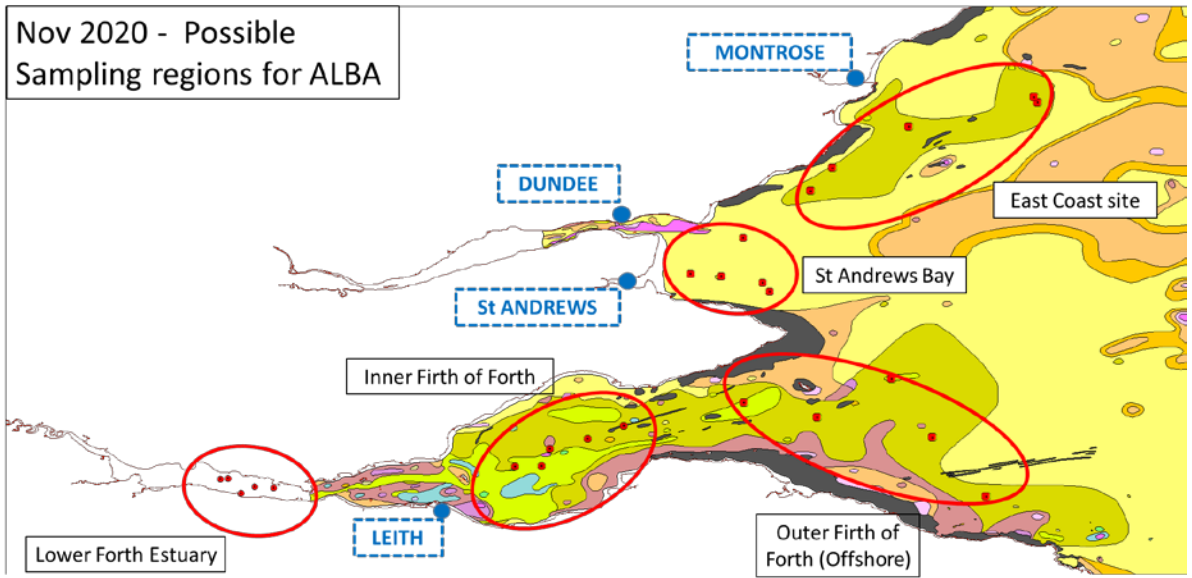 Nov 2020 - Possible
Sampling regions for ALBA
MONTROSE
DUNDEE
East Coast site
St Andrews Bay
St ANDREWS
Inner Firth of Forth
LEITH
Lower Forth Estuary
Outer Firth of
Forth (Offshore)